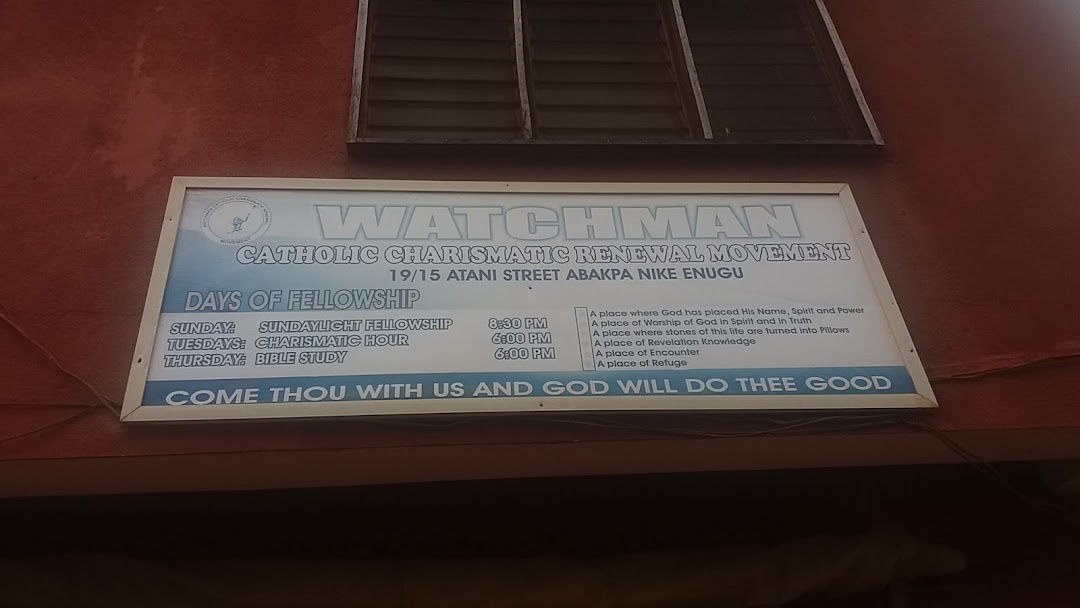 WATCHMAN
CATHOLIC CHARISMATIC RENEWAL MOVEMENT
19/15 ATANI STREET ABAKPA NIKE ENUGU
DAYS OF FELLOWSHIP
SUNDAY: SUNDAYLIGHT FELLOWSHIP 8:30 PM
TUESDAYS: CHARISMATIC HOUR 6:00 PM
THURSDAY: BIBLE STUDY 6:00 PM
A place where God has placed His Name, Spirit and Power
A place of Worship of God in Spirit and in Truth
A place where stones of this life are turned into Pillows
A place of Revelation Knowledge
A place of Encounter
A place of Refuge
COME THOU WITH US AND GOD WILL DO THEE GOOD
MOVEMENT